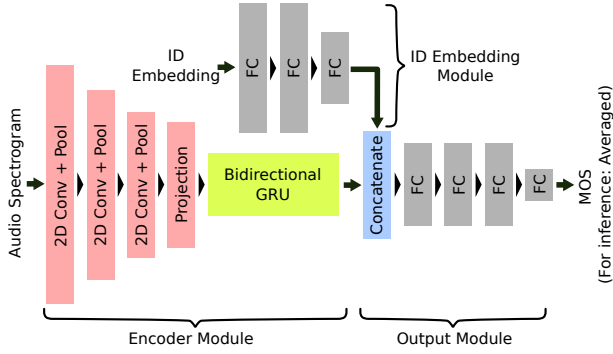 ID
Embedding
FC
FC
FC
ID Embedding
Module
Audio Spectrogram
2D Conv + Pool
2D Conv + Pool
2D Conv + Pool
Projection
Bidirectional
GRU
Concatenate
FC
FC
FC
FC
MOS
(For inference: Averaged)
Encoder Module
Output Module